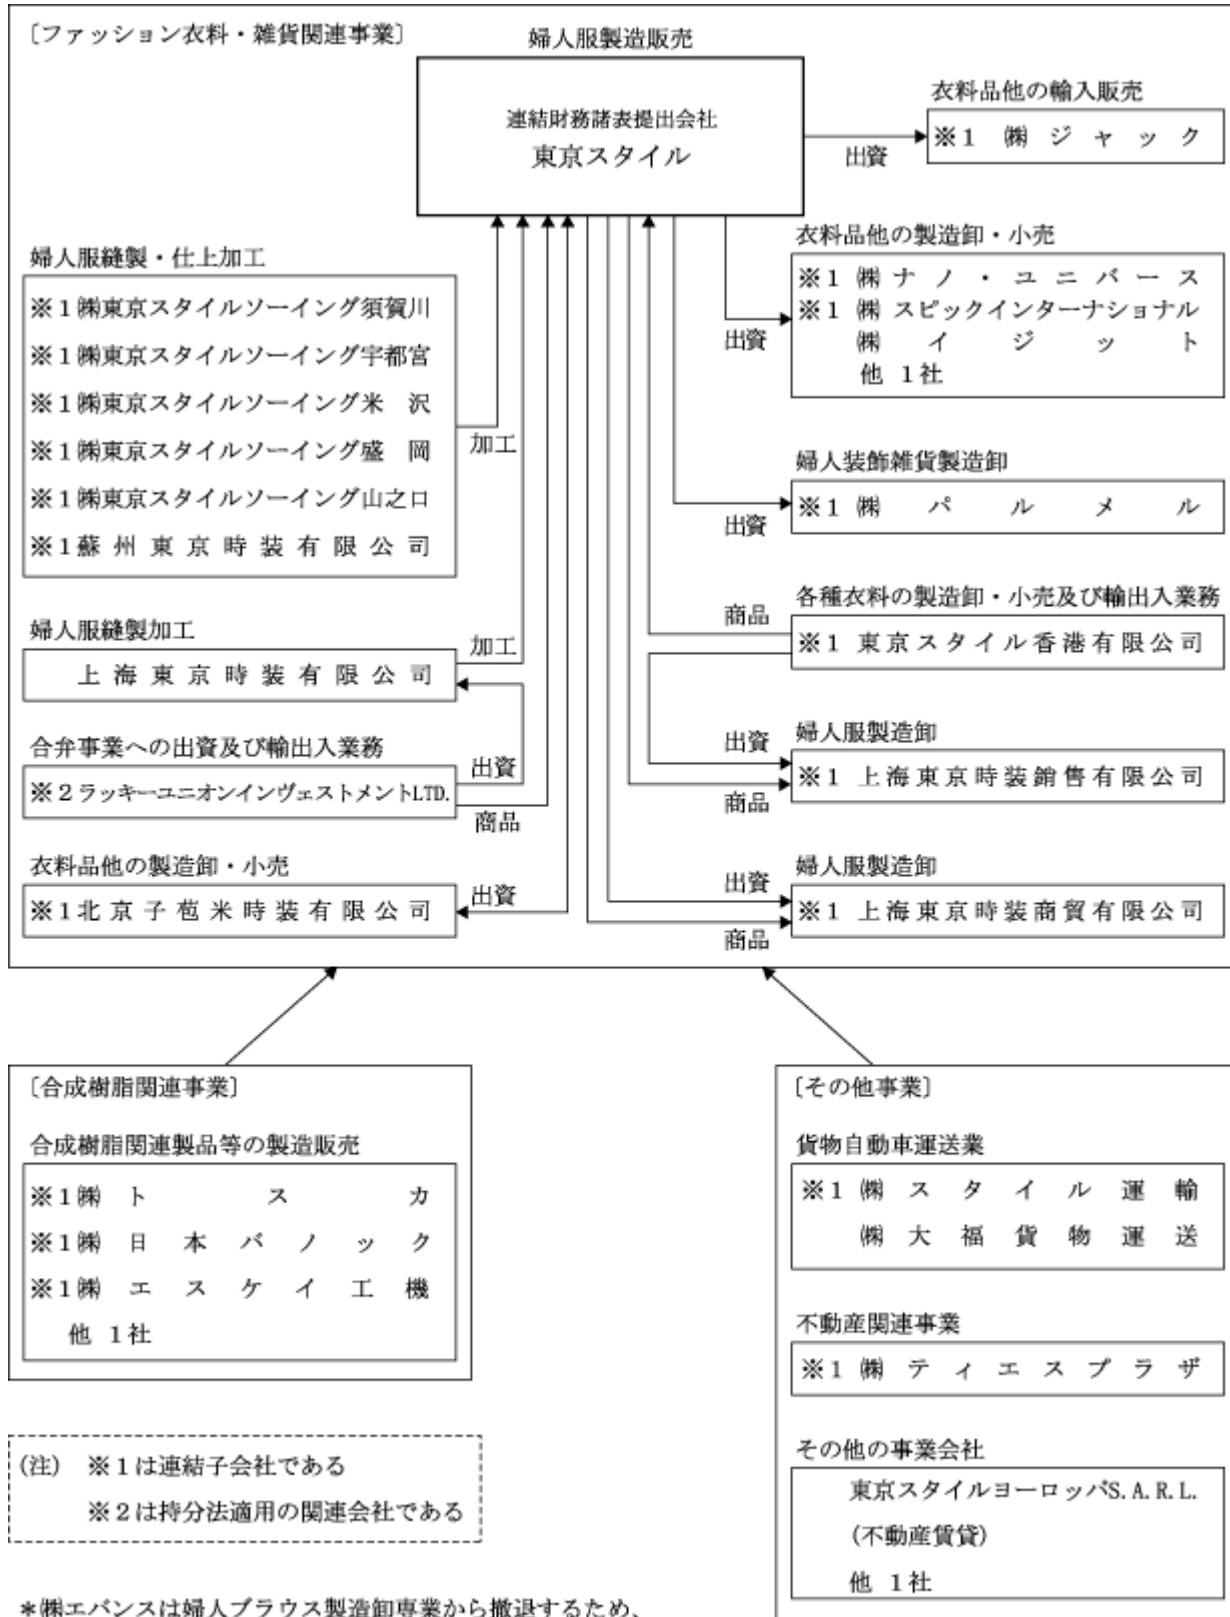 〔ファッション衣料・雑貨関連事業〕
婦人服製造販売
連結財務諸表提出会社
東京スタイル
衣料品他の輸入販売
※1 ㈱ ジ ャ ッ ク
出資
衣料品他の製造卸・小売
※1 ㈱ ナ ノ ・ ユ ニ バ ー ス
※1 ㈱ スピックインターナショナル
㈱ イ ジ ッ ト
他 1社
出資
婦人服縫製・仕上加工
※1㈱東京スタイルソーイング須賀川
※1㈱東京スタイルソーイング宇都宮
※1㈱東京スタイルソーイング米 沢
※1㈱東京スタイルソーイング盛 岡
※1㈱東京スタイルソーイング山之口
※1蘇 州 東 京 時 装 有 限 公 司
加工
婦人装飾雑貨製造卸
※1 ㈱ パ ル メ ル
出資
各種衣料の製造卸・小売及び輸出入業務
※1 東京スタイル香港有限公司
商品
婦人服縫製加工
上 海 東 京 時 装 有 限 公 司
加工
合弁事業への出資及び輸出入業務
※2ラッキーユニオンインヴェストメントLTD.
出資
商品
婦人服製造卸
※1 上海東京時装銷售有限公司
出資
商品
衣料品他の製造卸・小売
※1北 京 子 苞 米 時 装 有 限 公 司
出資
婦人服製造卸
※1 上海東京時装商貿有限公司
出資
商品
〔合成樹脂関連事業〕
合成樹脂関連製品等の製造販売
※1㈱ ト ス カ
※1㈱ 日 本 バ ノ ッ ク
※1㈱ エ ス ケ イ 工 機
他 1社
〔その他事業〕
貨物自動車運送業
※1 ㈱ ス タ イ ル 運 輸
㈱ 大 福 貨 物 運 送
不動産関連事業
※1 ㈱ テ ィ エ ス プ ラ ザ
その他の事業会社
東京スタイルヨーロッパS.A.R.L.
(不動産賃貸)
他 1社
(注) ※1は連結子会社である
※2は持分法適用の関連会社である
*㈱エバンスは婦人ブラウス製造卸専業から撤退するため、